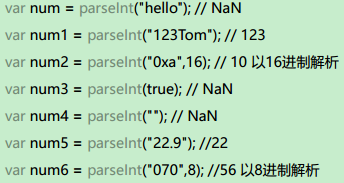 var num = parseInt("hello"); // NaN
var num1 = parseInt("123Tom"); // 123
var num2 = parseInt("0xa",16); // 10 以16进制解析
var num3 = parseInt(true); // NaN
var num4 = parseInt(""); // NaN
var num5 = parseInt("22.9"); //22
var num6 = parseInt("070",8); //56 以8进制解析